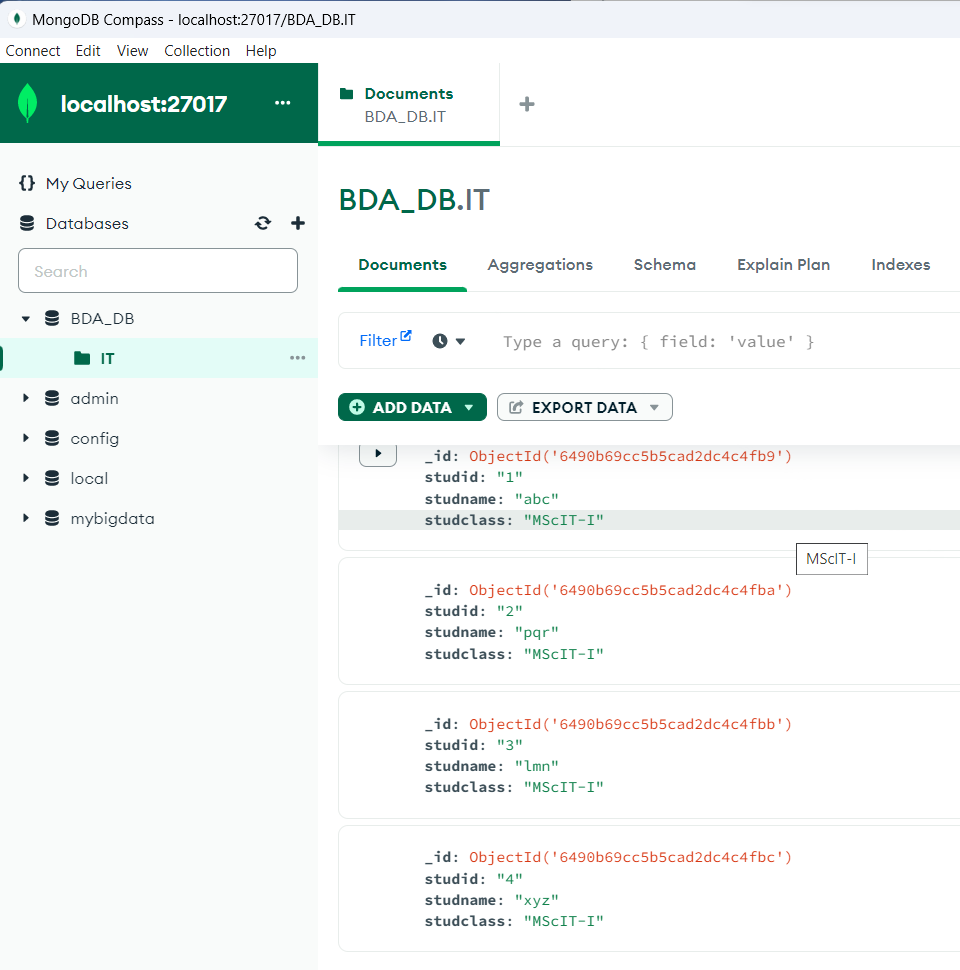 MongoDB Compass - localhost:27017/BDA_DB.IT
Connect Edit View Collection Help
localhost:27017 ...
{} My Queries
Databases
Search
BDA_DB
IT ...
admin
config
local
mybigdata
Documents
BDA_DB.IT
BDA_DB.IT
Documents Aggregations Schema Explain Plan Indexes
Filter Type a query: { field: 'value' }
ADD DATA EXPORT DATA
_id: ObjectId('6490b69cc5b5cad2dc4c4fb9')
studid: "1"
studname: "abc"
studclass: "MScIT-I"
MScIT-I
_id: ObjectId('6490b69cc5b5cad2dc4c4fba')
studid: "2"
studname: "pqr"
studclass: "MScIT-I"
_id: ObjectId('6490b69cc5b5cad2dc4c4fbb')
studid: "3"
studname: "lmn"
studclass: "MScIT-I"
_id: ObjectId('6490b69cc5b5cad2dc4c4fbc')
studid: "4"
studname: "xyz"
studclass: "MScIT-I"